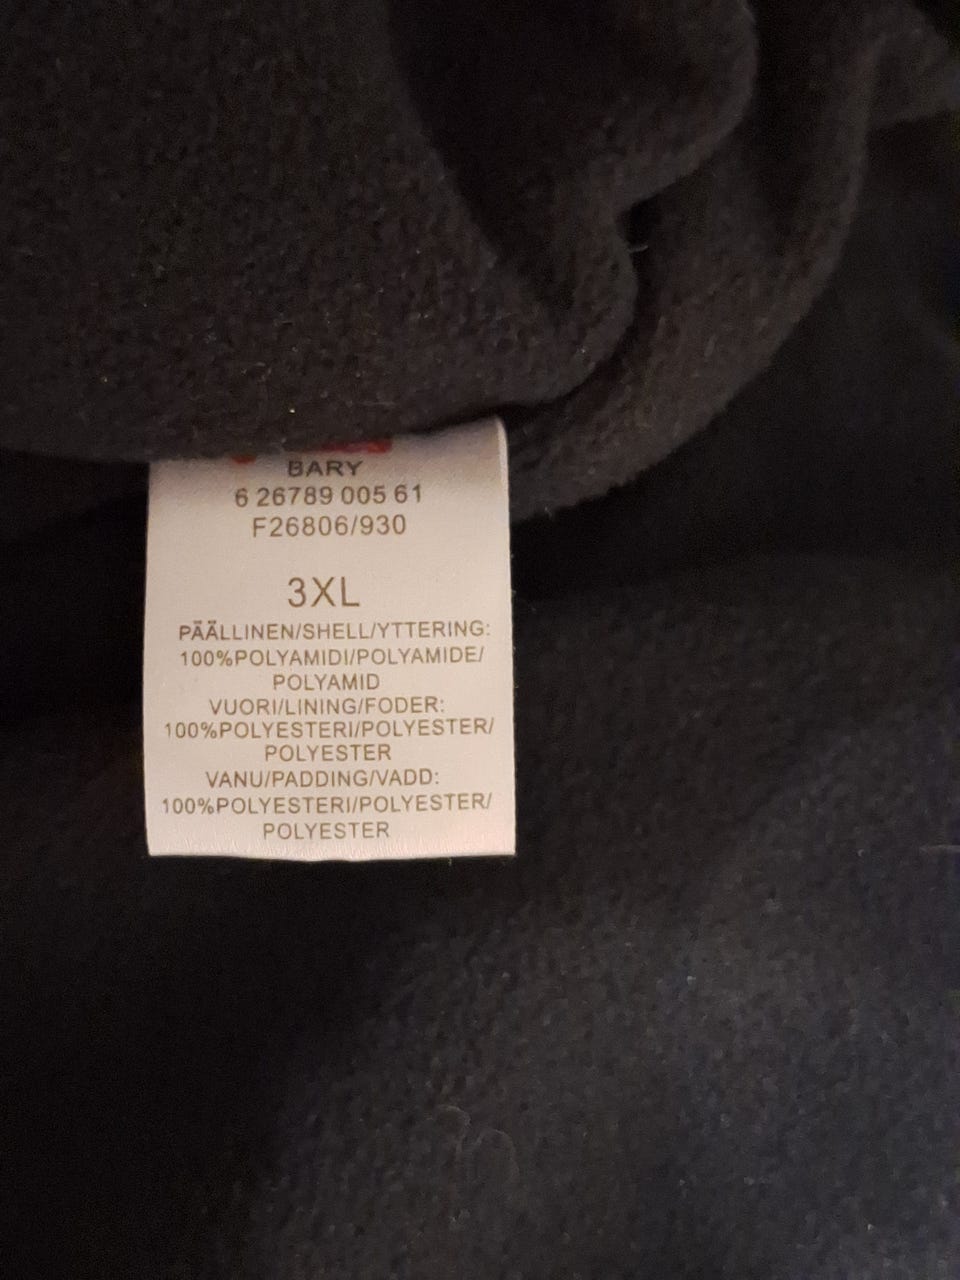 BARY
6 26789 005 61
F26806/930
3XL
PÄÄLLINEN/SHELL/YTTERING:
100%POLYAMIDI/POLYAMIDE/
POLYAMID
VUORI/LINING/FODER:
100%POLYESTERI/POLYESTER/
POLYESTER
VANU/PADDING/VADD:
100%POLYESTERI/POLYESTER/
POLYESTER